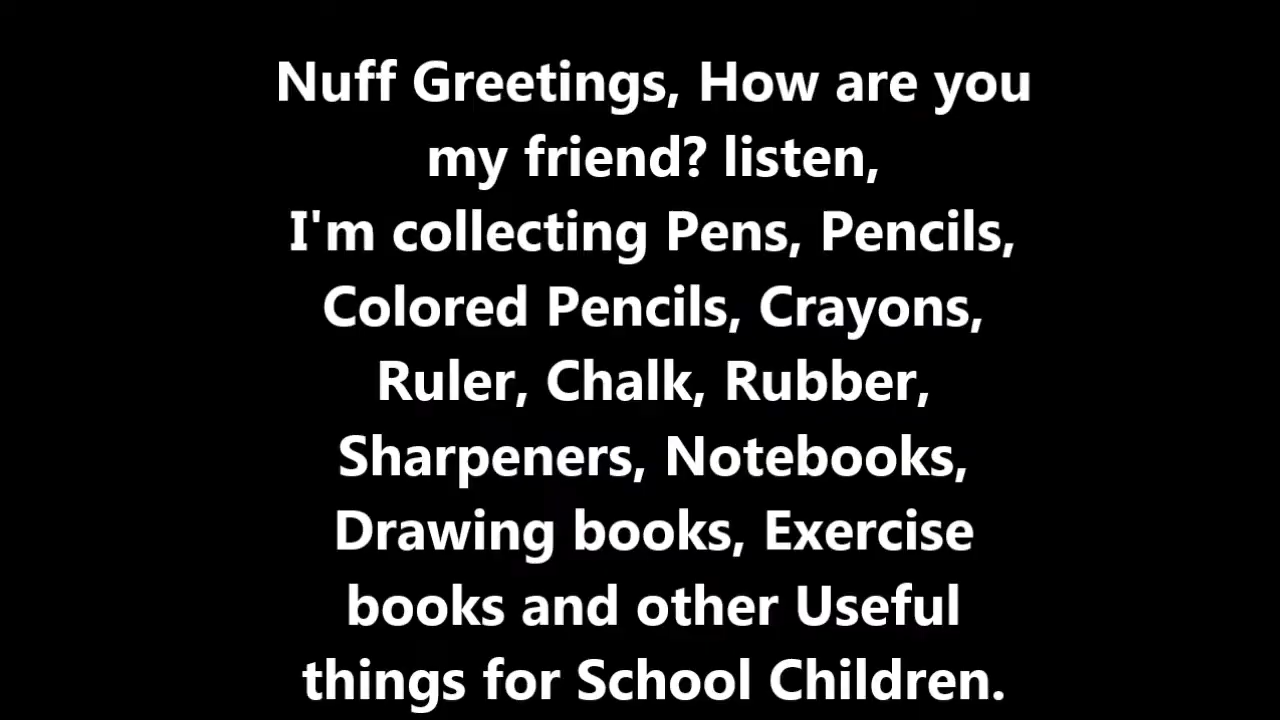 Nuff Greetings, How are you
my friend? listen,
I'm collecting Pens, Pencils,
Colored Pencils, Crayons,
Ruler, Chalk, Rubber,
Sharpeners, Notebooks,
Drawing books, Exercise
books and other Useful
things for School Children.